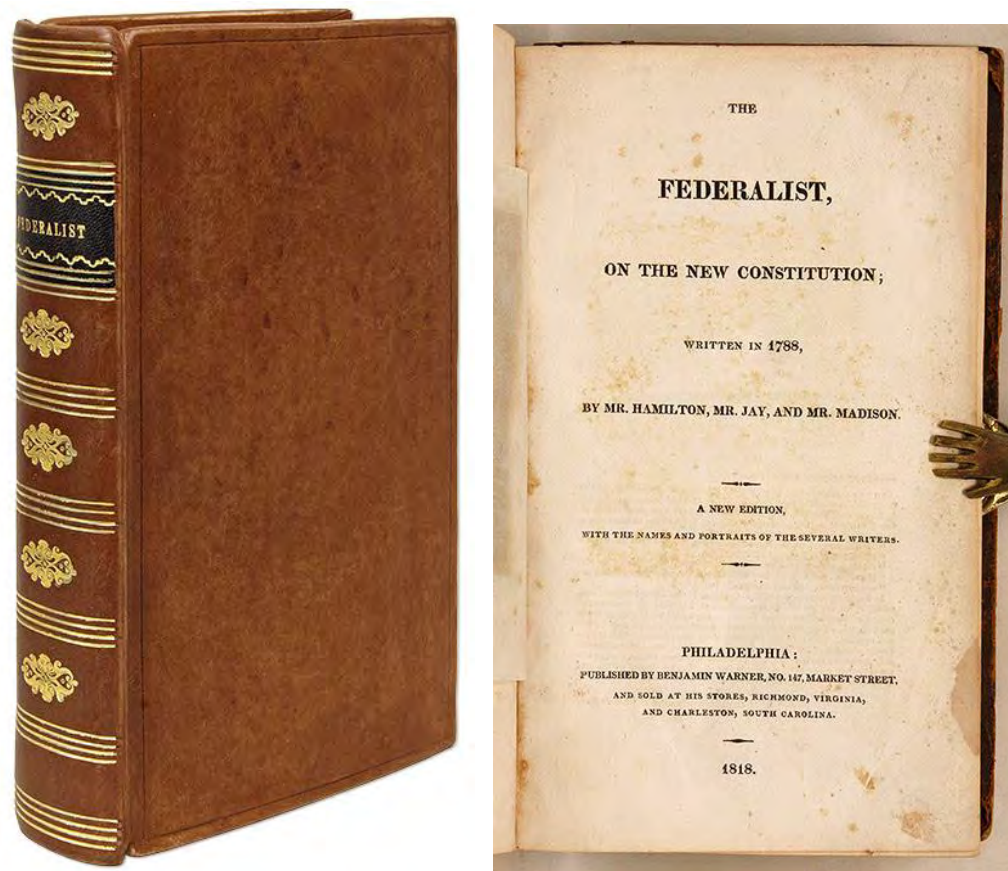 FEDERALIST
THE
FEDERALIST,
ON THE NEW CONSTITUTION;
WRITTEN IN 1788,
BY MR. HAMILTON, MR. JAY, AND MR. MADISON.
A NEW EDITION,
WITH THE NAMES AND PORTRAITS OF THE SEVERAL WRITERS.
PHILADELPHIA:
PUBLISHED BY BENJAMIN WARNER, NO. 147, MARKET STREET,
AND SOLD AT HIS STORES, RICHMOND, VIRGINIA,
AND CHARLESTON, SOUTH CAROLINA.
1818.